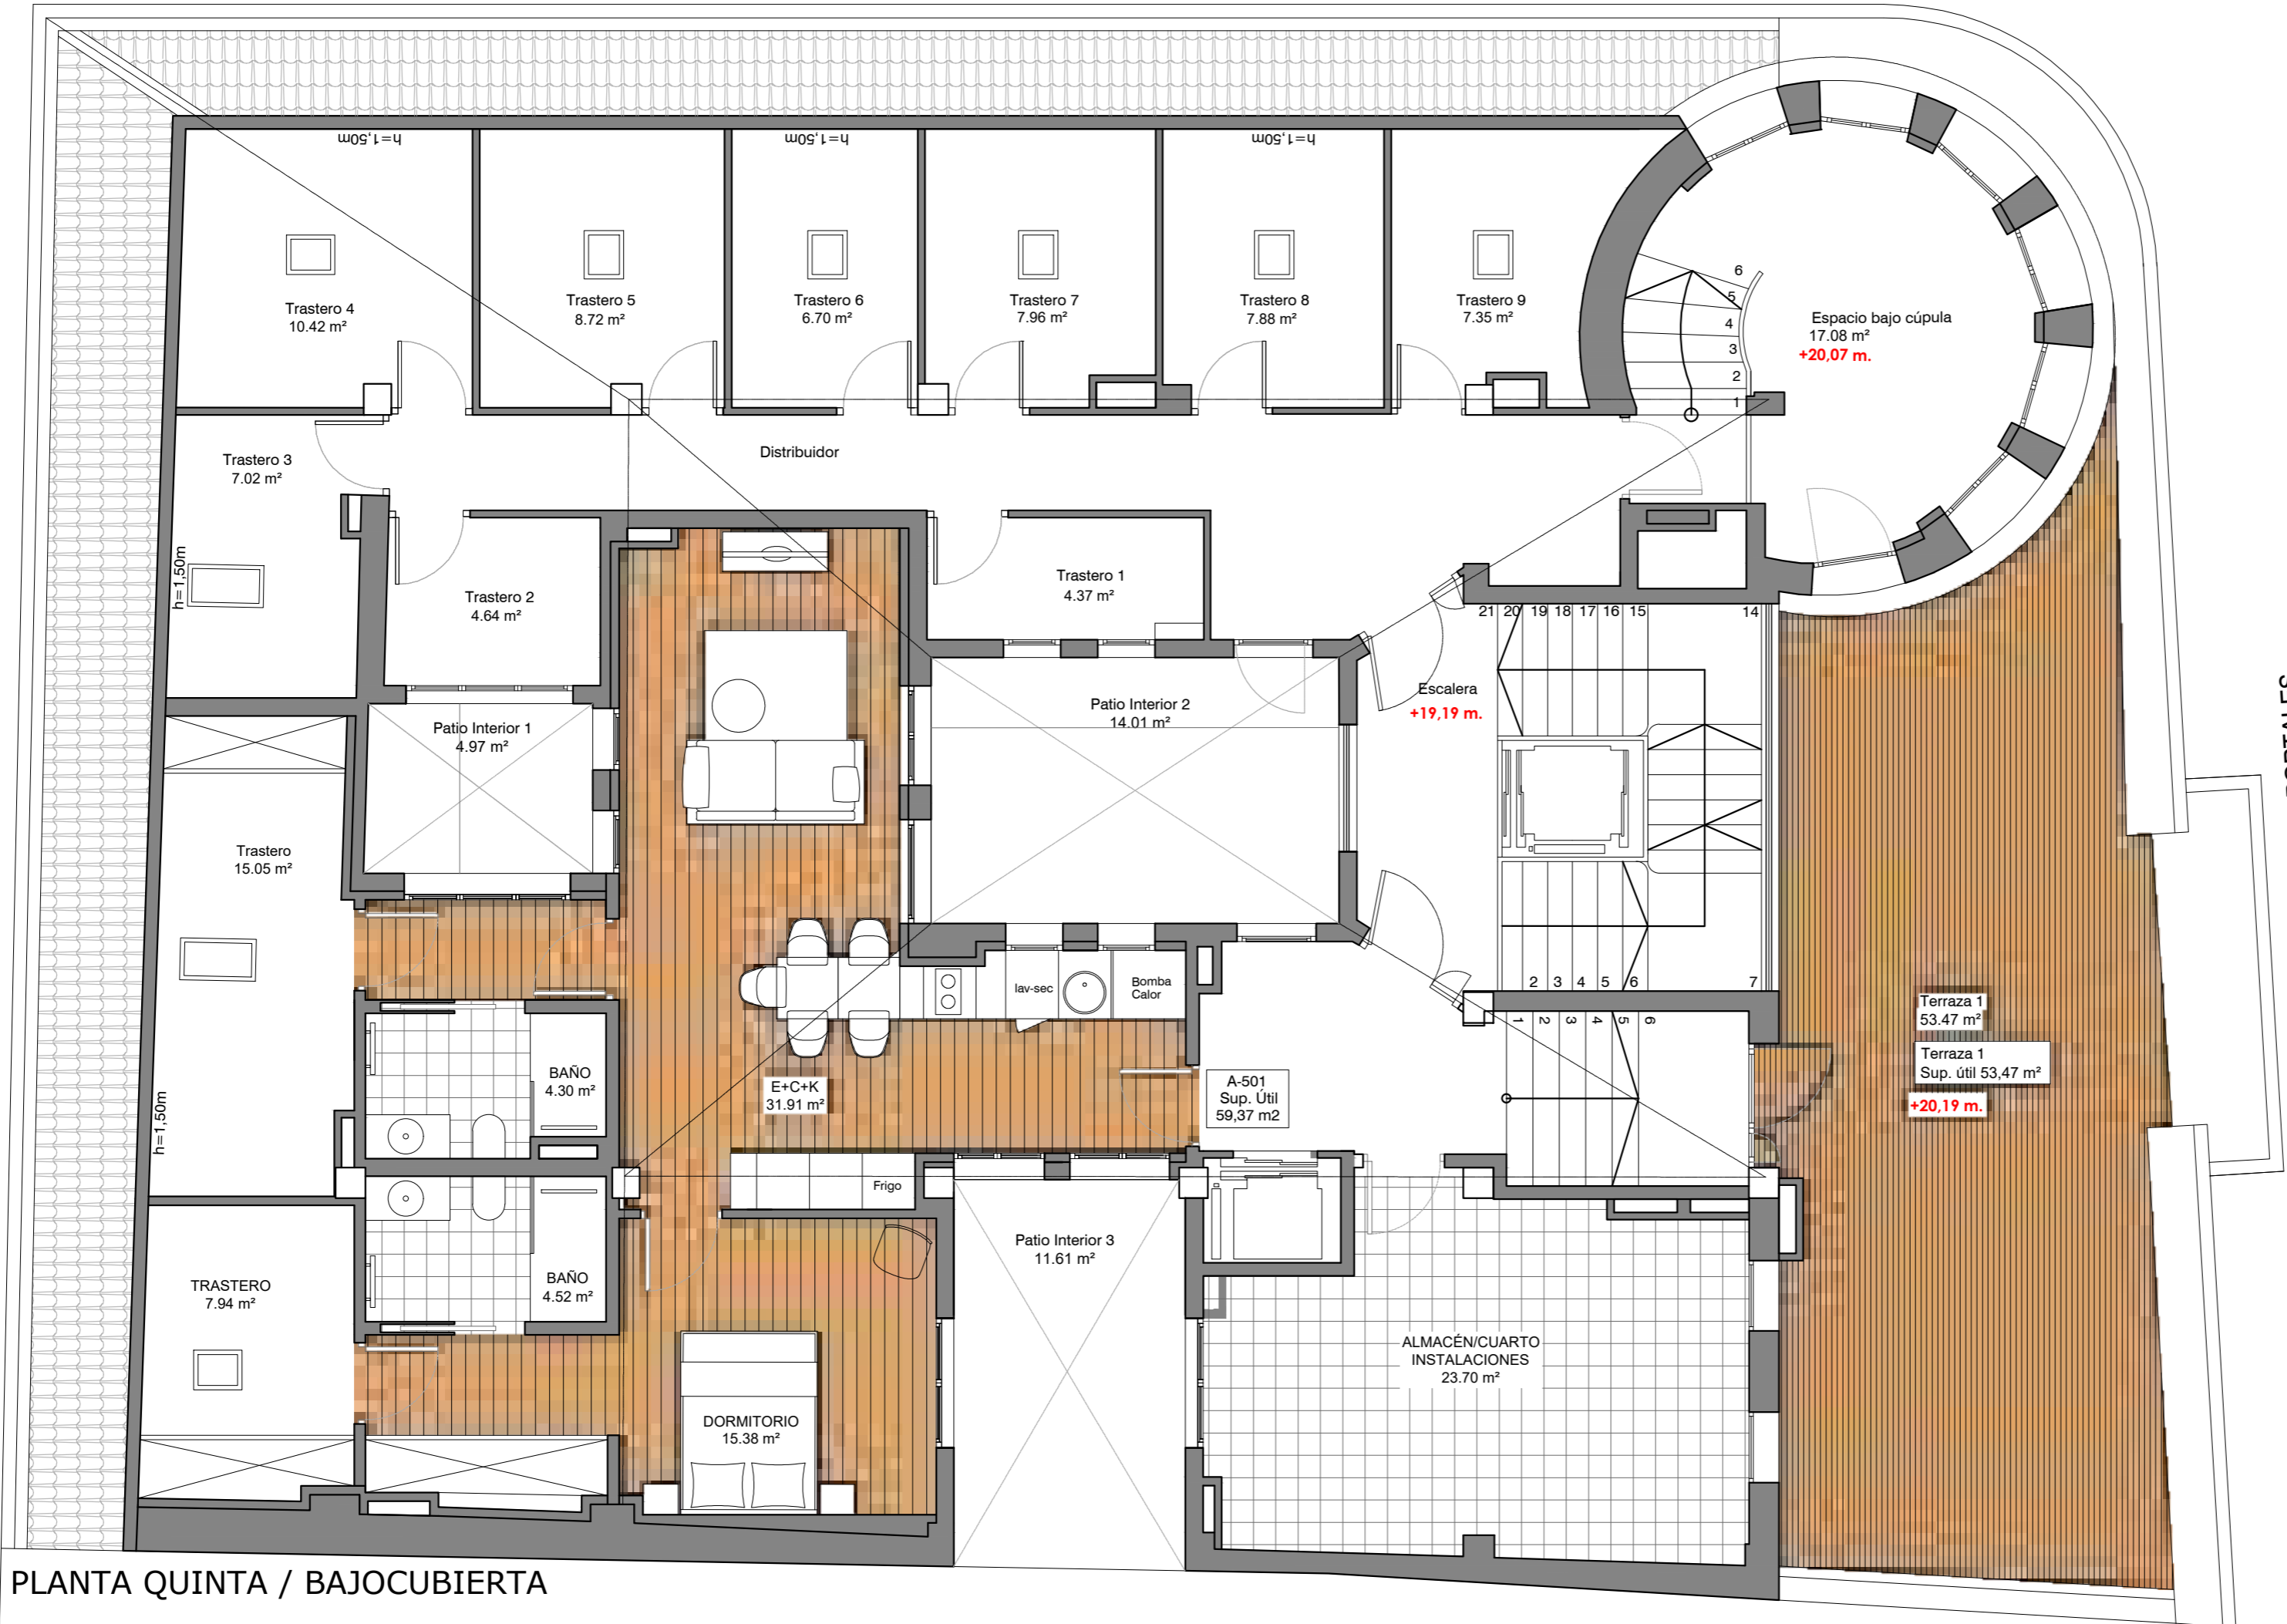 h=1,50m
h=1,50m
h=1,50m
Trastero 4
10.42 m²
Trastero 5
8.72 m²
Trastero 6
6.70 m²
Trastero 7
7.96 m²
Trastero 8
7.88 m²
Trastero 9
7.35 m²
6
5
4
3
2
1
Espacio bajo cúpula
17.08 m²
+20,07 m.
Distribuidor
Trastero 3
7.02 m²
h=1,50m
Trastero 2
4.64 m²
Trastero 1
4.37 m²
21 20 19 18 17 16 15 14
Escalera
+19,19 m.
Patio Interior 1
4.97 m²
Patio Interior 2
14.01 m²
Trastero
15.05 m²
h=1,50m
lav-sec
Bomba
Calor
2 3 4 5 6 7
1 2 3 4 5 6
BAÑO
4.30 m²
E+C+K
31.91 m²
A-501
Sup. Útil
59,37 m2
Terraza 1
53.47 m²
Terraza 1
Sup. útil 53,47 m²
+20,19 m.
Frigo
BAÑO
4.52 m²
TRASTERO
7.94 m²
Patio Interior 3
11.61 m²
ALMACÉN/CUARTO
INSTALACIONES
23.70 m²
DORMITORIO
15.38 m²
PLANTA QUINTA / BAJOCUBIERTA